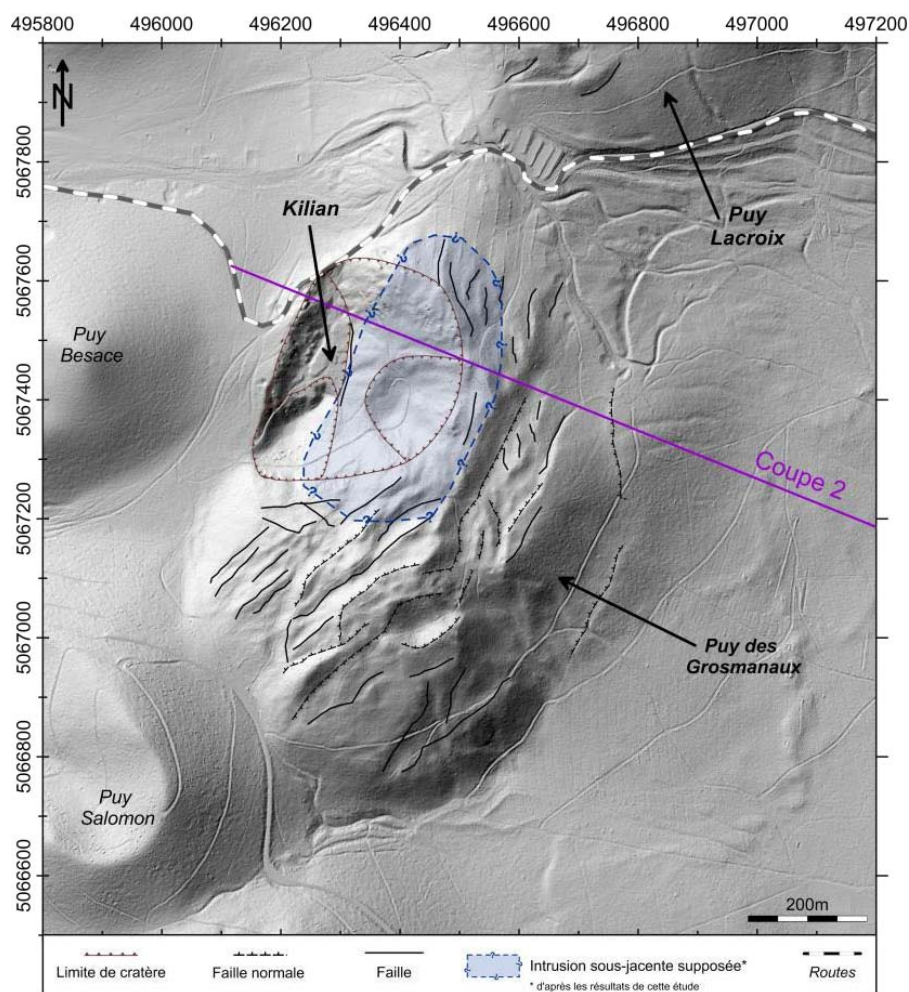 495800 496000 496200 496400 496600 496800 497000 497200
N
5067800
Kilian
Puy
Lacroix
5067600
Puy
Besace
5067400
Coupe 2
5067200
5067000
Puy des
Grosmanaux
5066800
Puy
Salomon
5066600
200m
Limite de cratère
Faille normale
Faille
? ?
Intrusion sous-jacente supposée*
* d'après les résultats de cette étude
Routes